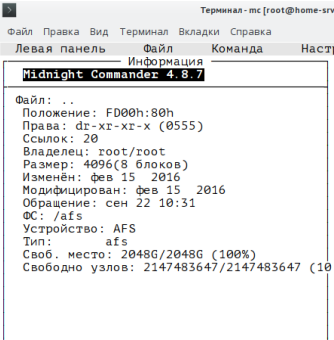 Терминал - mc [root@home-srv
Файл Правка Вид Терминал Вкладки Справка
Левая панель Файл Команда Наст
Информация
Midnight Commander 4.8.7
Файл: ..
Положение: FD00h:80h
Права: dr-xr-xr-x (0555)
Ссылок: 20
Владелец: root/root
Размер: 4096(8 блоков)
Изменён: фев 15 2016
Модифицирован: фев 15 2016
Обращение: сен 22 10:31
ФС: /afs
Устройство: AFS
Тип: afs
Своб. место: 2048G/2048G (100%)
Свободно узлов: 2147483647/2147483647 (10